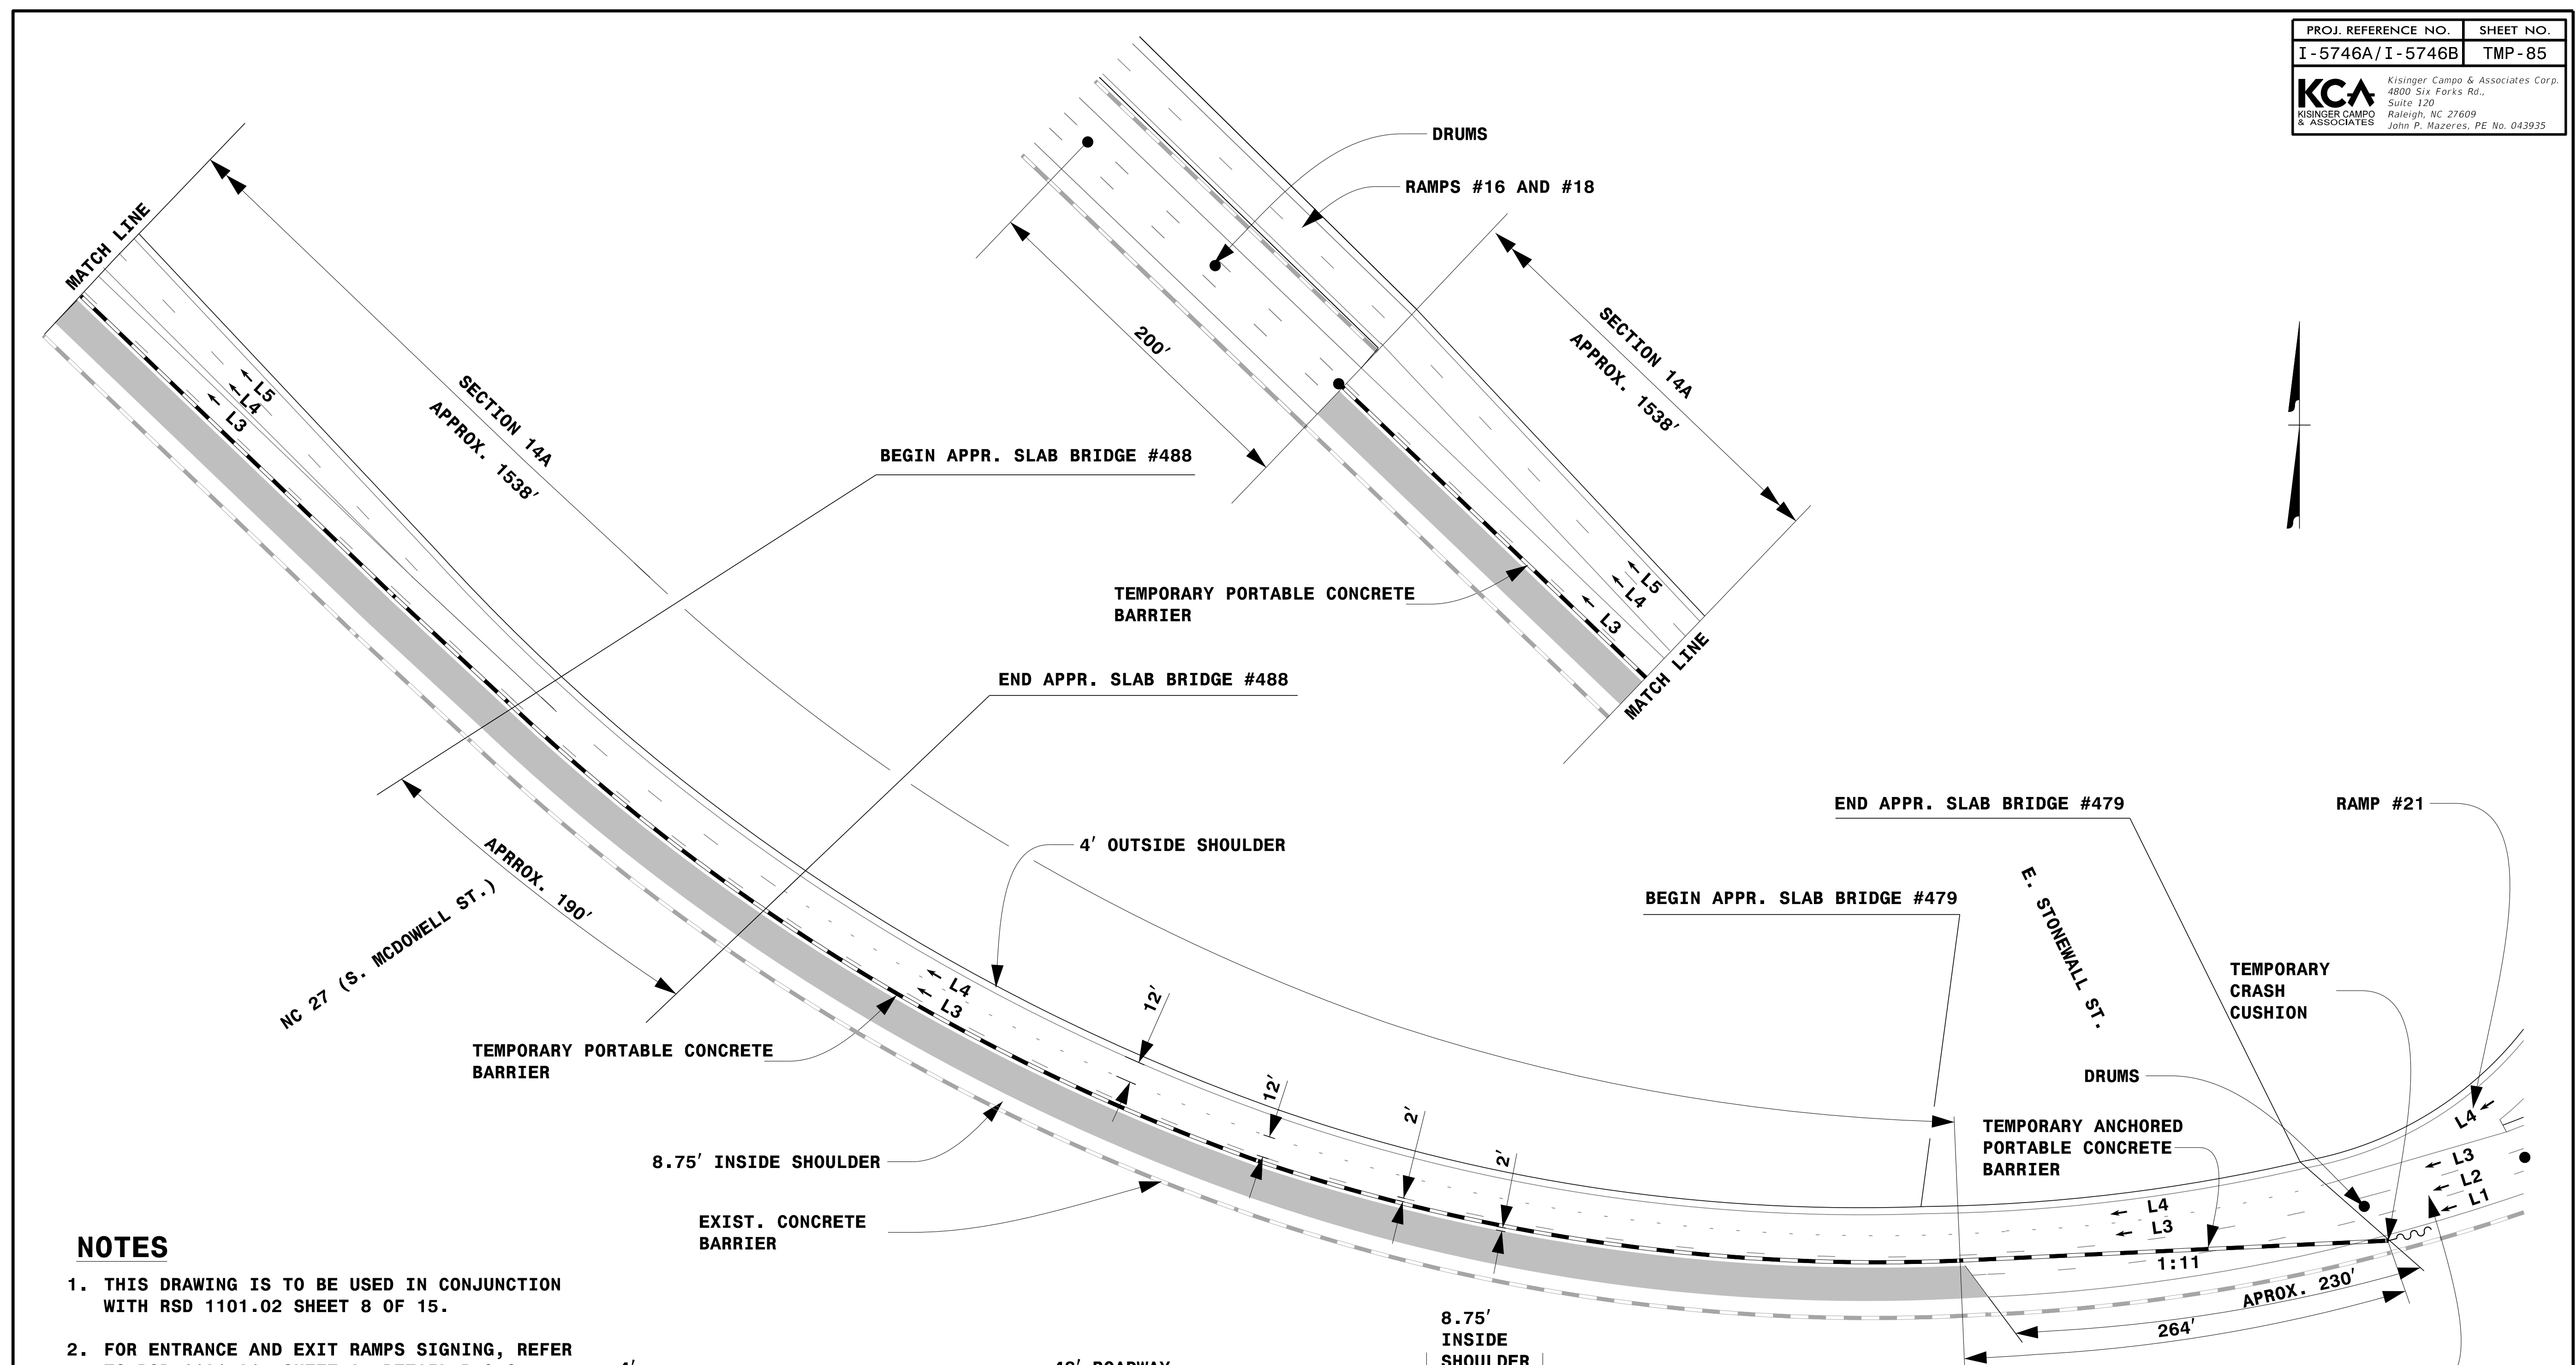 PROJ. REFERENCE NO.
SHEET NO.
I-5746A/I-5746B
TMP-85
KCA
KISINGER CAMPO
& ASSOCIATES
Kisinger Campo & Associates Corp.
4800 Six Forks Rd.,
Suite 120
Raleigh, NC 27609
John P. Mazeres, PE No. 043935
DRUMS
RAMPS #16 AND #18
MATCH LINE
SECTION 14A
APPROX. 1538'
200'
SECTION 14A
APPROX. 1538'
L5
L4
L3
BEGIN APPR. SLAB BRIDGE #488
TEMPORARY PORTABLE CONCRETE
BARRIER
L5
L4
L3
MATCH LINE
END APPR. SLAB BRIDGE #488
END APPR. SLAB BRIDGE #479
RAMP #21
4' OUTSIDE SHOULDER
APRROX. 190'
NC 27 (S. MCDOWELL ST.)
BEGIN APPR. SLAB BRIDGE #479
E. STONEWALL ST.
TEMPORARY
CRASH
CUSHION
L4
L3
12'
TEMPORARY PORTABLE CONCRETE
BARRIER
12'
2'
2'
DRUMS
TEMPORARY ANCHORED
PORTABLE CONCRETE
BARRIER
L4
L3
L2
L1
8.75' INSIDE SHOULDER
EXIST. CONCRETE
BARRIER
L4
L3
1:11
APROX. 230'
264'
NOTES
1. THIS DRAWING IS TO BE USED IN CONJUNCTION
WITH RSD 1101.02 SHEET 8 OF 15.
2. FOR ENTRANCE AND EXIT RAMPS SIGNING, REFER
8.75'
INSIDE
SHOULDER